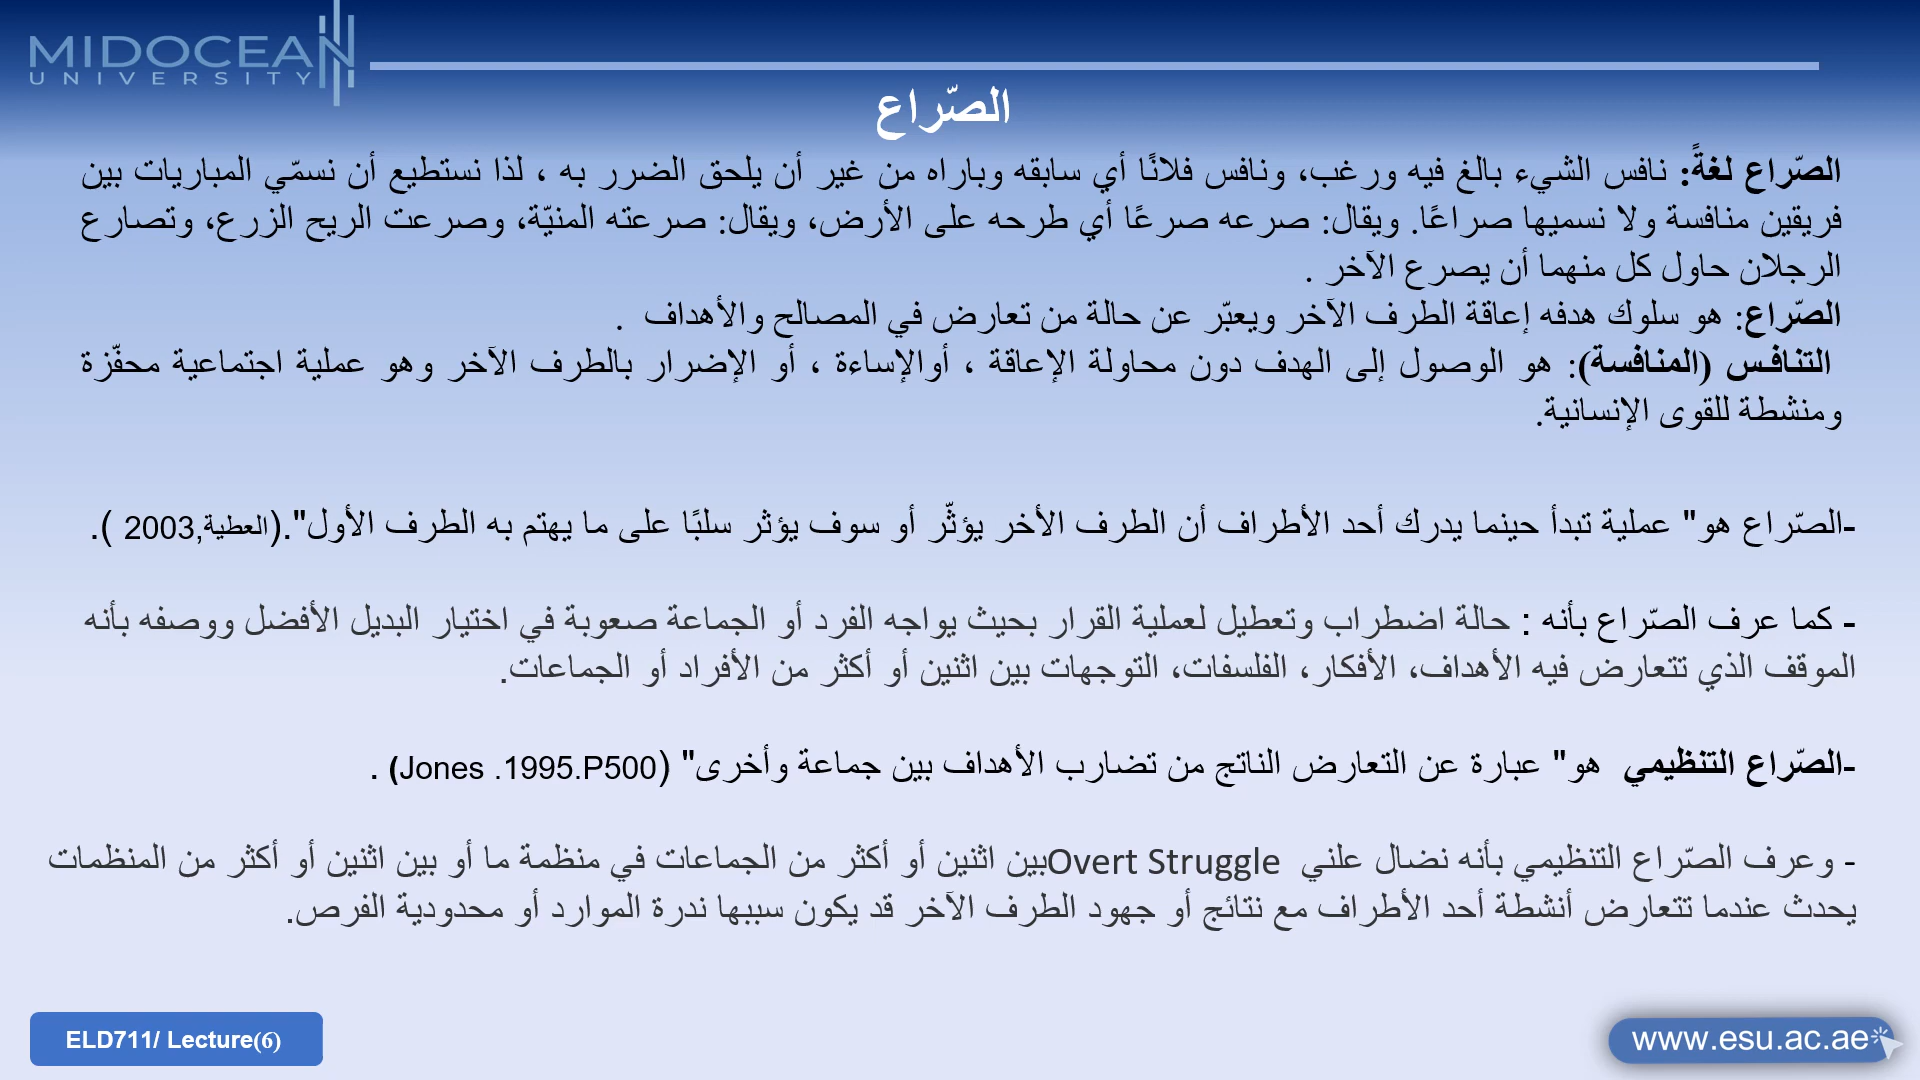 MIDOCEAN
UNIVERSITY
الصّراع
الصّراع لغةً: نافس الشيء بالغ فيه ورغب، ونافس فلانًا أي سابقه وباراه من غير أن يلحق الضرر به ، لذا نستطيع أن نسمّي المباريات بين
فريقين منافسة ولا نسميها صراعًا. ويقال: صرعه صرعًا أي طرحه على الأرض، ويقال: صرعته المنيّة، وصرعت الريح الزرع، وتصارع
الرجلان حاول كل منهما أن يصرع الآخر .
الصّراع: هو سلوك هدفه إعاقة الطرف الآخر ويعبّر عن حالة من تعارض في المصالح والأهداف .
التنافس (المنافسة): هو الوصول إلى الهدف دون محاولة الإعاقة ، أوالإساءة ، أو الإضرار بالطرف الآخر وهو عملية اجتماعية محفّزة
ومنشطة للقوى الإنسانية.
-الصّراع هو" عملية تبدأ حينما يدرك أحد الأطراف أن الطرف الأخر يؤثّر أو سوف يؤثر سلبًا على ما يهتم به الطرف الأول".(العطية,2003 ).
- كما عرف الصّراع بأنه : حالة اضطراب وتعطيل لعملية القرار بحيث يواجه الفرد أو الجماعة صعوبة في اختيار البديل الأفضل ووصفه بأنه
الموقف الذي تتعارض فيه الأهداف، الأفكار، الفلسفات، التوجهات بين اثنين أو أكثر من الأفراد أو الجماعات.
-الصّراع التنظيمي هو" عبارة عن التعارض الناتج من تضارب الأهداف بين جماعة وأخرى" (Jones .1995.P500) .
- وعرف الصّراع التنظيمي بأنه نضال علني Overt Struggleبين اثنين أو أكثر من الجماعات في منظمة ما أو بين اثنين أو أكثر من المنظمات
يحدث عندما تتعارض أنشطة أحد الأطراف مع نتائج أو جهود الطرف الآخر قد يكون سببها ندرة الموارد أو محدودية الفرص.
ELD711/ Lecture(6)
www.esu.ac.ae